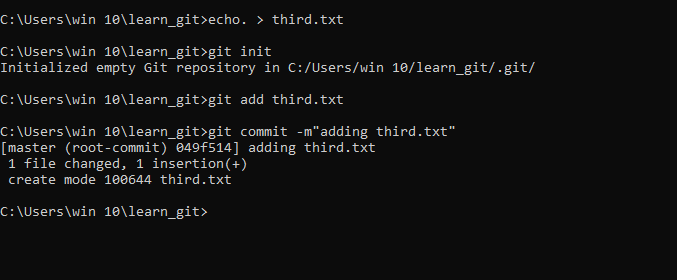 C:\Users\win 10\learn_git>echo. > third.txt
C:\Users\win 10\learn_git>git init
Initialized empty Git repository in C:/Users/win 10/learn_git/.git/
C:\Users\win 10\learn_git>git add third.txt
C:\Users\win 10\learn_git>git commit -m"adding third.txt"
[master (root-commit) 049f514] adding third.txt
 1 file changed, 1 insertion(+)
 create mode 100644 third.txt
C:\Users\win 10\learn_git>